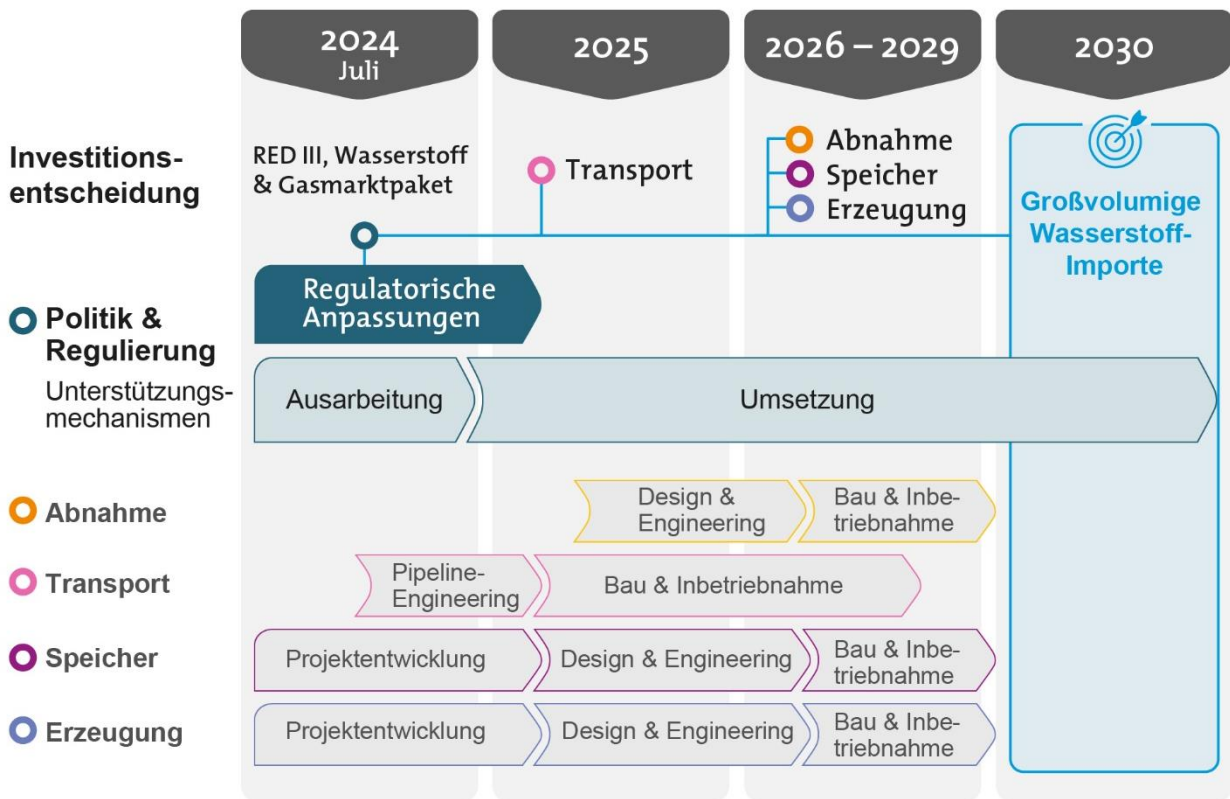 2024
Juli
2025
2026 – 2029
2030
Investitions-
entscheidung
RED III, Wasserstoff
& Gasmarktpaket
Transport
Abnahme
Speicher
Erzeugung
Großvolumige
Wasserstoff-
Importe
Politik &
Regulierung
Unterstützungs-
mechanismen
Regulatorische
Anpassungen
Ausarbeitung
Umsetzung
Abnahme
Design &
Engineering
Bau & Inbe-
triebnahme
Transport
Pipeline-
Engineering
Bau & Inbetriebnahme
Speicher
Projektentwicklung
Design & Engineering
Bau & Inbe-
triebnahme
Erzeugung
Projektentwicklung
Design & Engineering
Bau & Inbe-
triebnahme